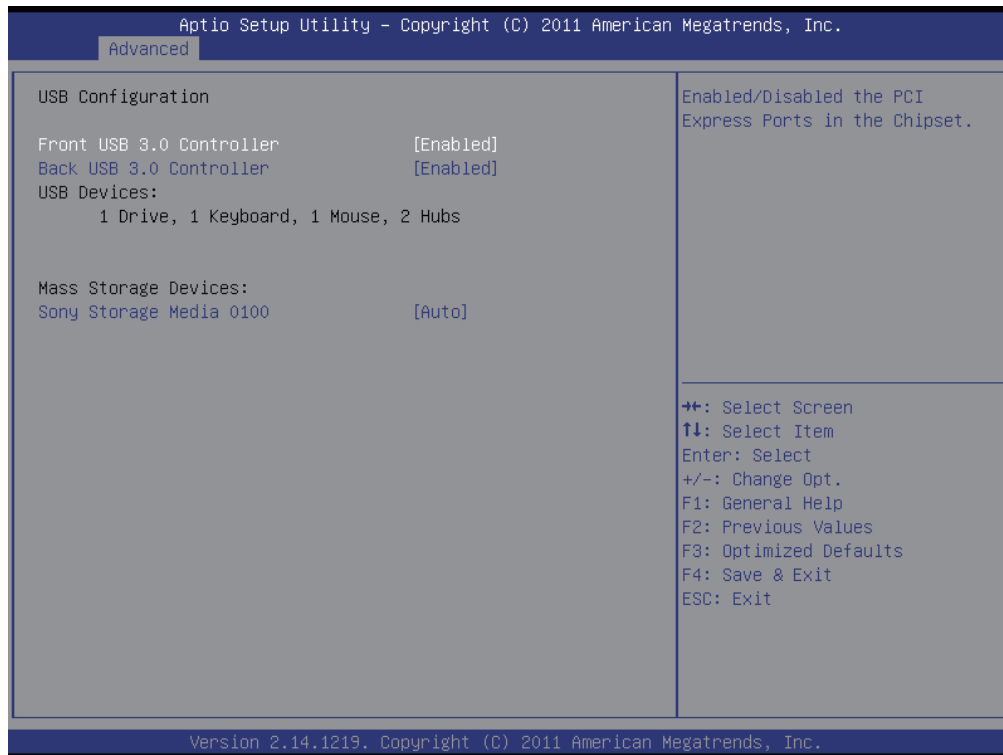 Aptio Setup Utility – Copyright (C) 2011 American Megatrends, Inc.
Advanced
USB Configuration
Front USB 3.0 Controller [Enabled]
Back USB 3.0 Controller [Enabled]
USB Devices:
1 Drive, 1 Keyboard, 1 Mouse, 2 Hubs
Mass Storage Devices:
Sony Storage Media 0100 [Auto]
Enabled/Disabled the PCI
Express Ports in the Chipset.
→←: Select Screen
↑↓: Select Item
Enter: Select
+/-: Change Opt.
F1: General Help
F2: Previous Values
F3: Optimized Defaults
F4: Save & Exit
ESC: Exit
Version 2.14.1219. Copyright (C) 2011 American Megatrends, Inc.